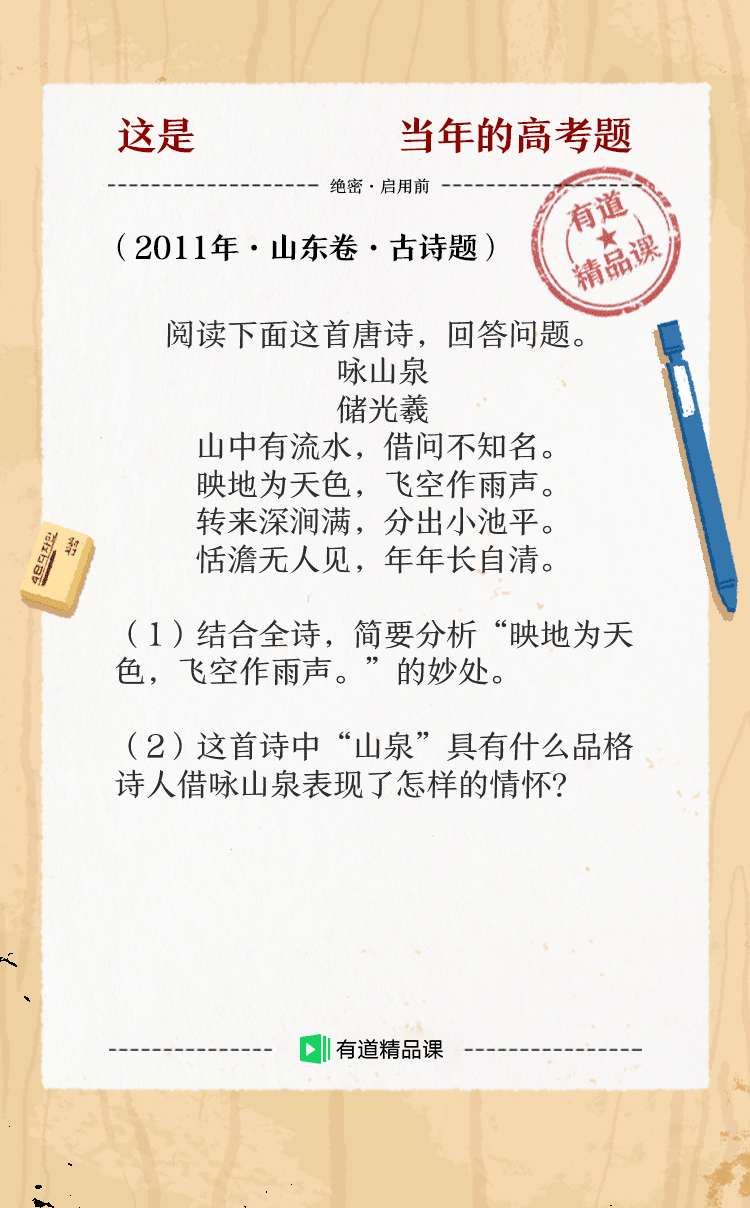 这是 当年的高考题
绝密·启用前
有道
精品课
（2011年·山东卷·古诗题）
阅读下面这首唐诗，回答问题。
咏山泉
储光羲
山中有流水，借问不知名。
映地为天色，飞空作雨声。
转来深涧满，分出小池平。
恬澹无人见，年年长自清。
（1）结合全诗，简要分析“映地为天
色，飞空作雨声。”的妙处。
（2）这首诗中“山泉”具有什么品格
诗人借咏山泉表现了怎样的情怀?
有道精品课